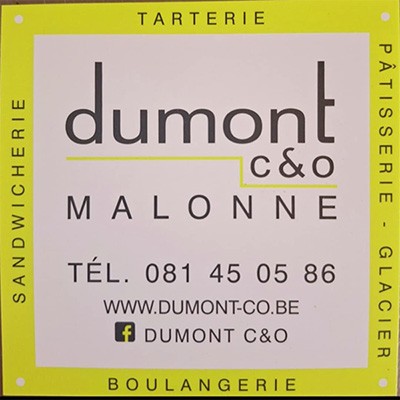 TARTERIE
SANDWICHERIE
PÂTISSERIE - GLACIER
dumont
C&O
MALONNE
TÉL. 081 45 05 86
WWW.DUMONT-CO.BE
DUMONT C&O
BOULANGERIE